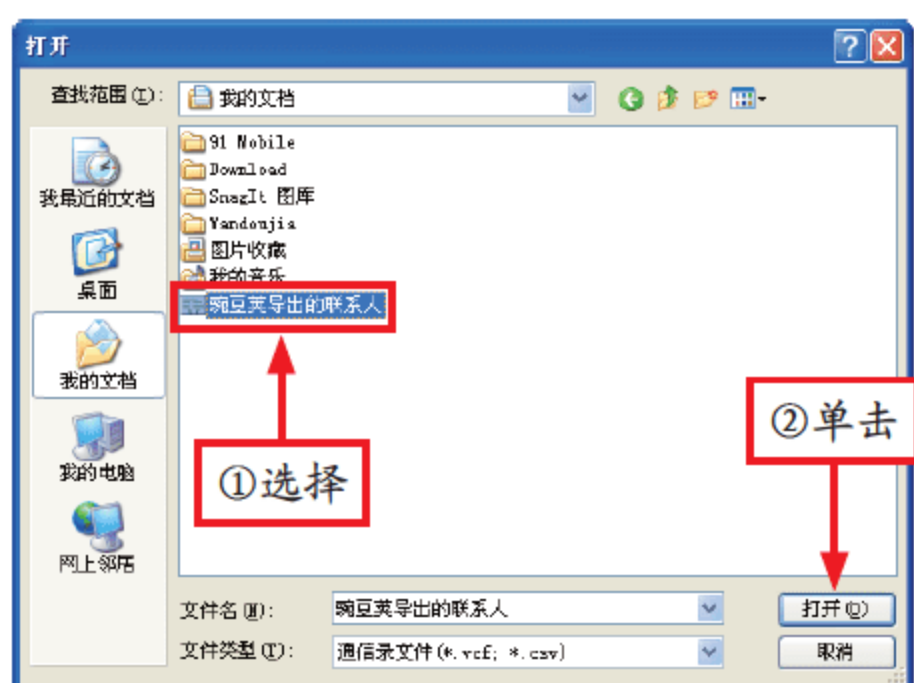 打开
查找范围(I):
我的文档
91 Mobile
Download
SnagIt 图库
Wandoujia
图片收藏
我的音乐
豌豆荚导出的联系人
我最近的文档
桌面
我的文档
我的电脑
网上邻居
①选择
②单击
文件名(N):
豌豆荚导出的联系人
打开(O)
文件类型(T):
通信录文件(*.vcf; *.csv)
取消